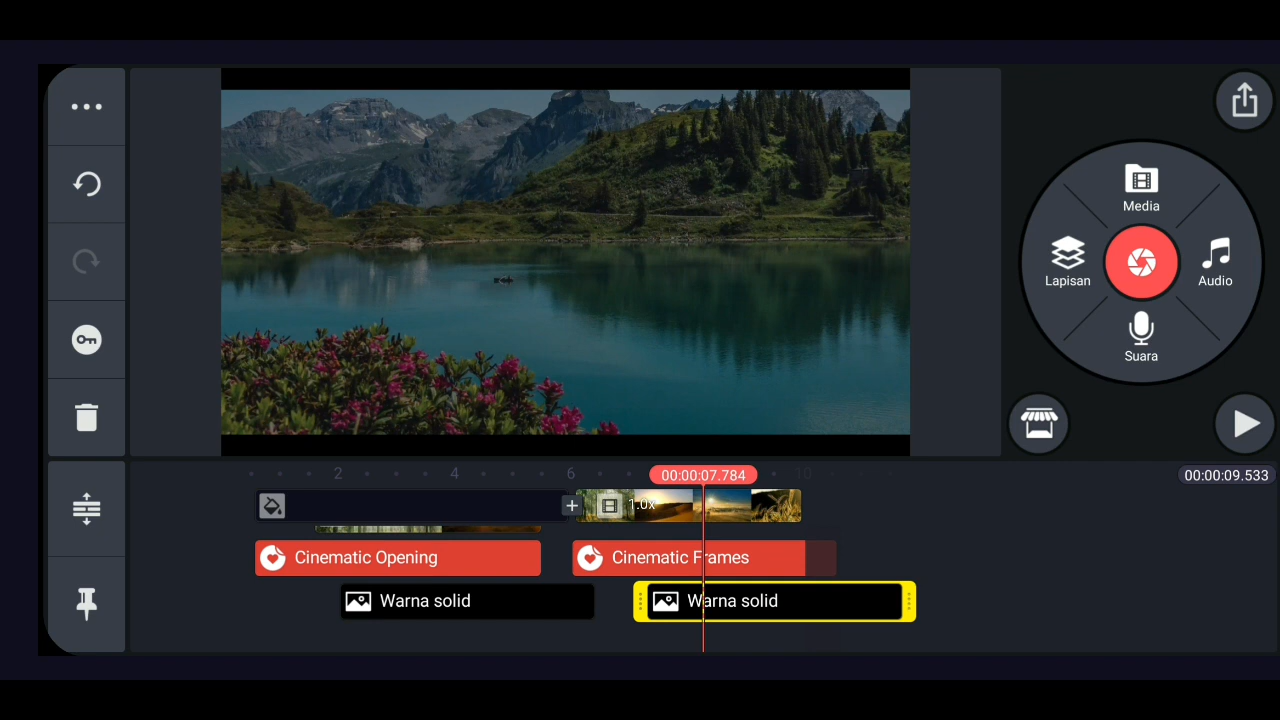 Media
Lapisan
Audio
Suara
2
4
6
00:00:07.784
10
00:00:09.533
1.0x
Cinematic Opening
Cinematic Frames
Warna solid
Warna solid